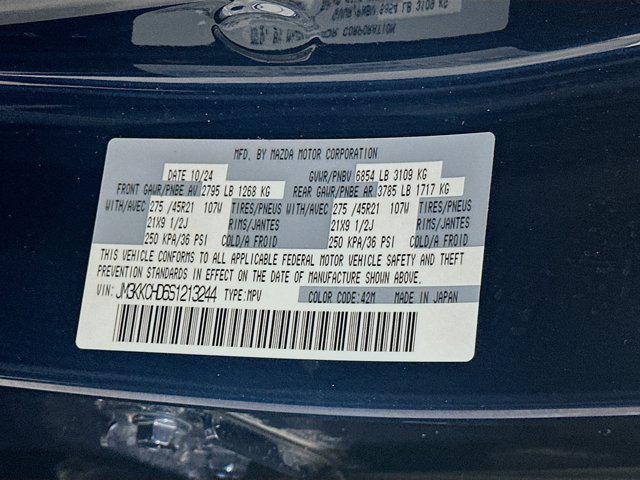 MFD. BY MAZDA MOTOR CORPORATION
DATE 10/24 GVWR/PNBV 6854 LB 3109 KG
FRONT GAWR/PNBE AV 2795 LB 1268 KG REAR GAWR/PNBE AR 3785 LB 1717 KG
WITH/AVEC 275 /45R21 107W TIRES/PNEUS WITH/AVEC 275 /45R21 107W TIRES/PNEUS
21X9 1/2J RIMS/JANTES 21X9 1/2J RIMS/JANTES
250 KPA/36 PSI COLD/A FROID 250 KPA/36 PSI COLD/A FROID
THIS VEHICLE CONFORMS TO ALL APPLICABLE FEDERAL MOTOR VEHICLE SAFETY AND THEFT
PREVENTION STANDARDS IN EFFECT ON THE DATE OF MANUFACTURE SHOWN ABOVE.
VIN: JM3KKCHD6S1213244 TYPE:MPV COLOR CODE:42M MADE IN JAPAN